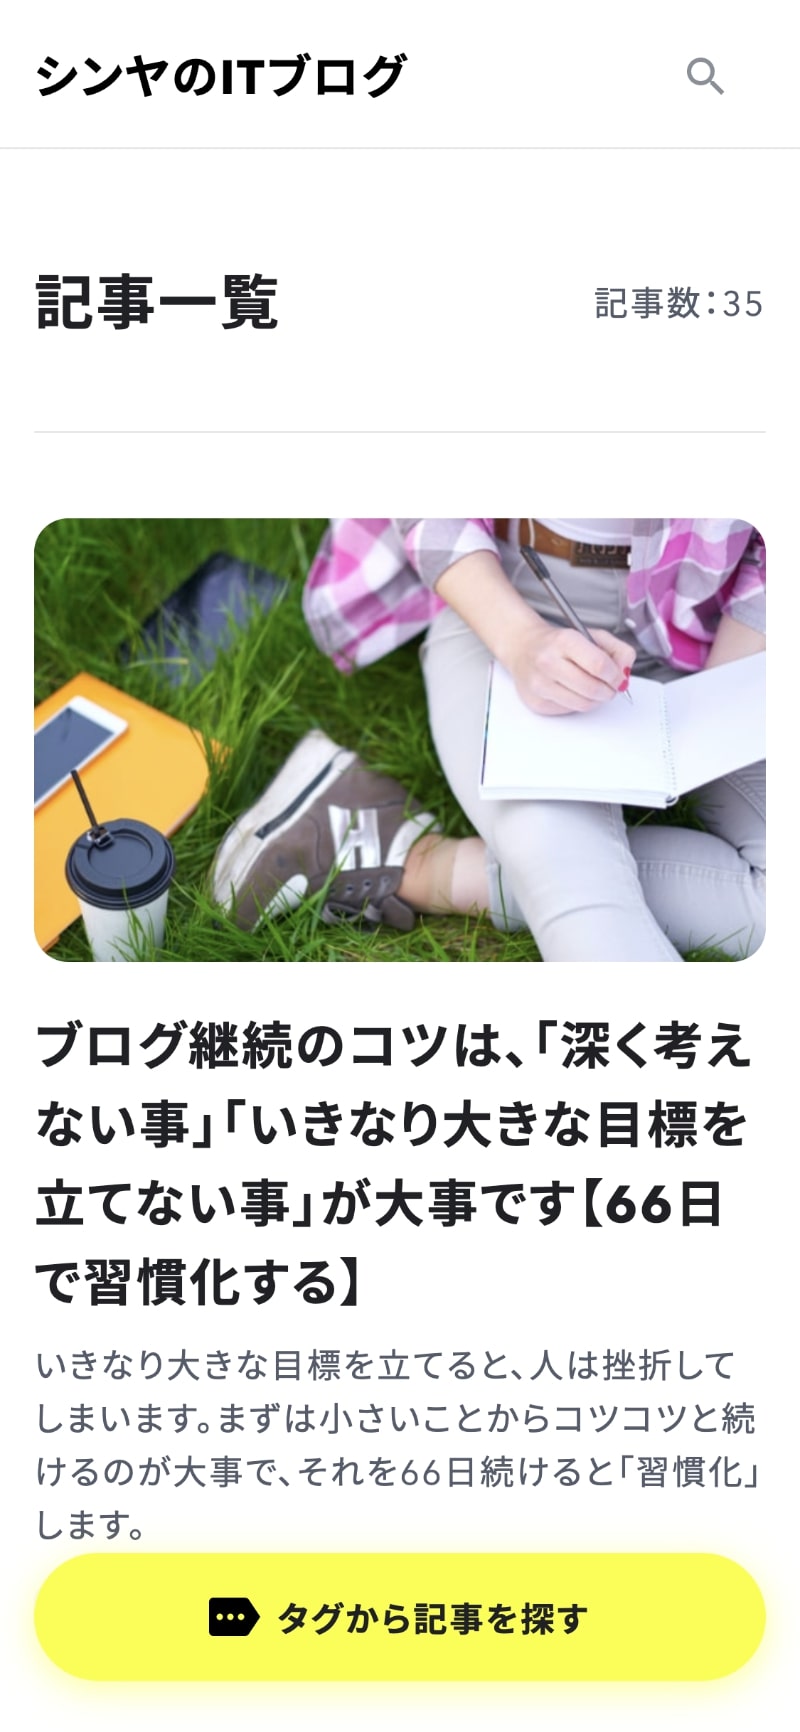 シンヤのITブログ
記事一覧
記事数：35
ブログ継続のコツは、「深く考え
ない事」「いきなり大きな目標を
立てない事」が大事です【66日
で習慣化する】
いきなり大きな目標を立てると、人は挫折して
しまいます。まずは小さいことからコツコツと続
けるのが大事で、それを66日続けると「習慣化」
します。
タグから記事を探す